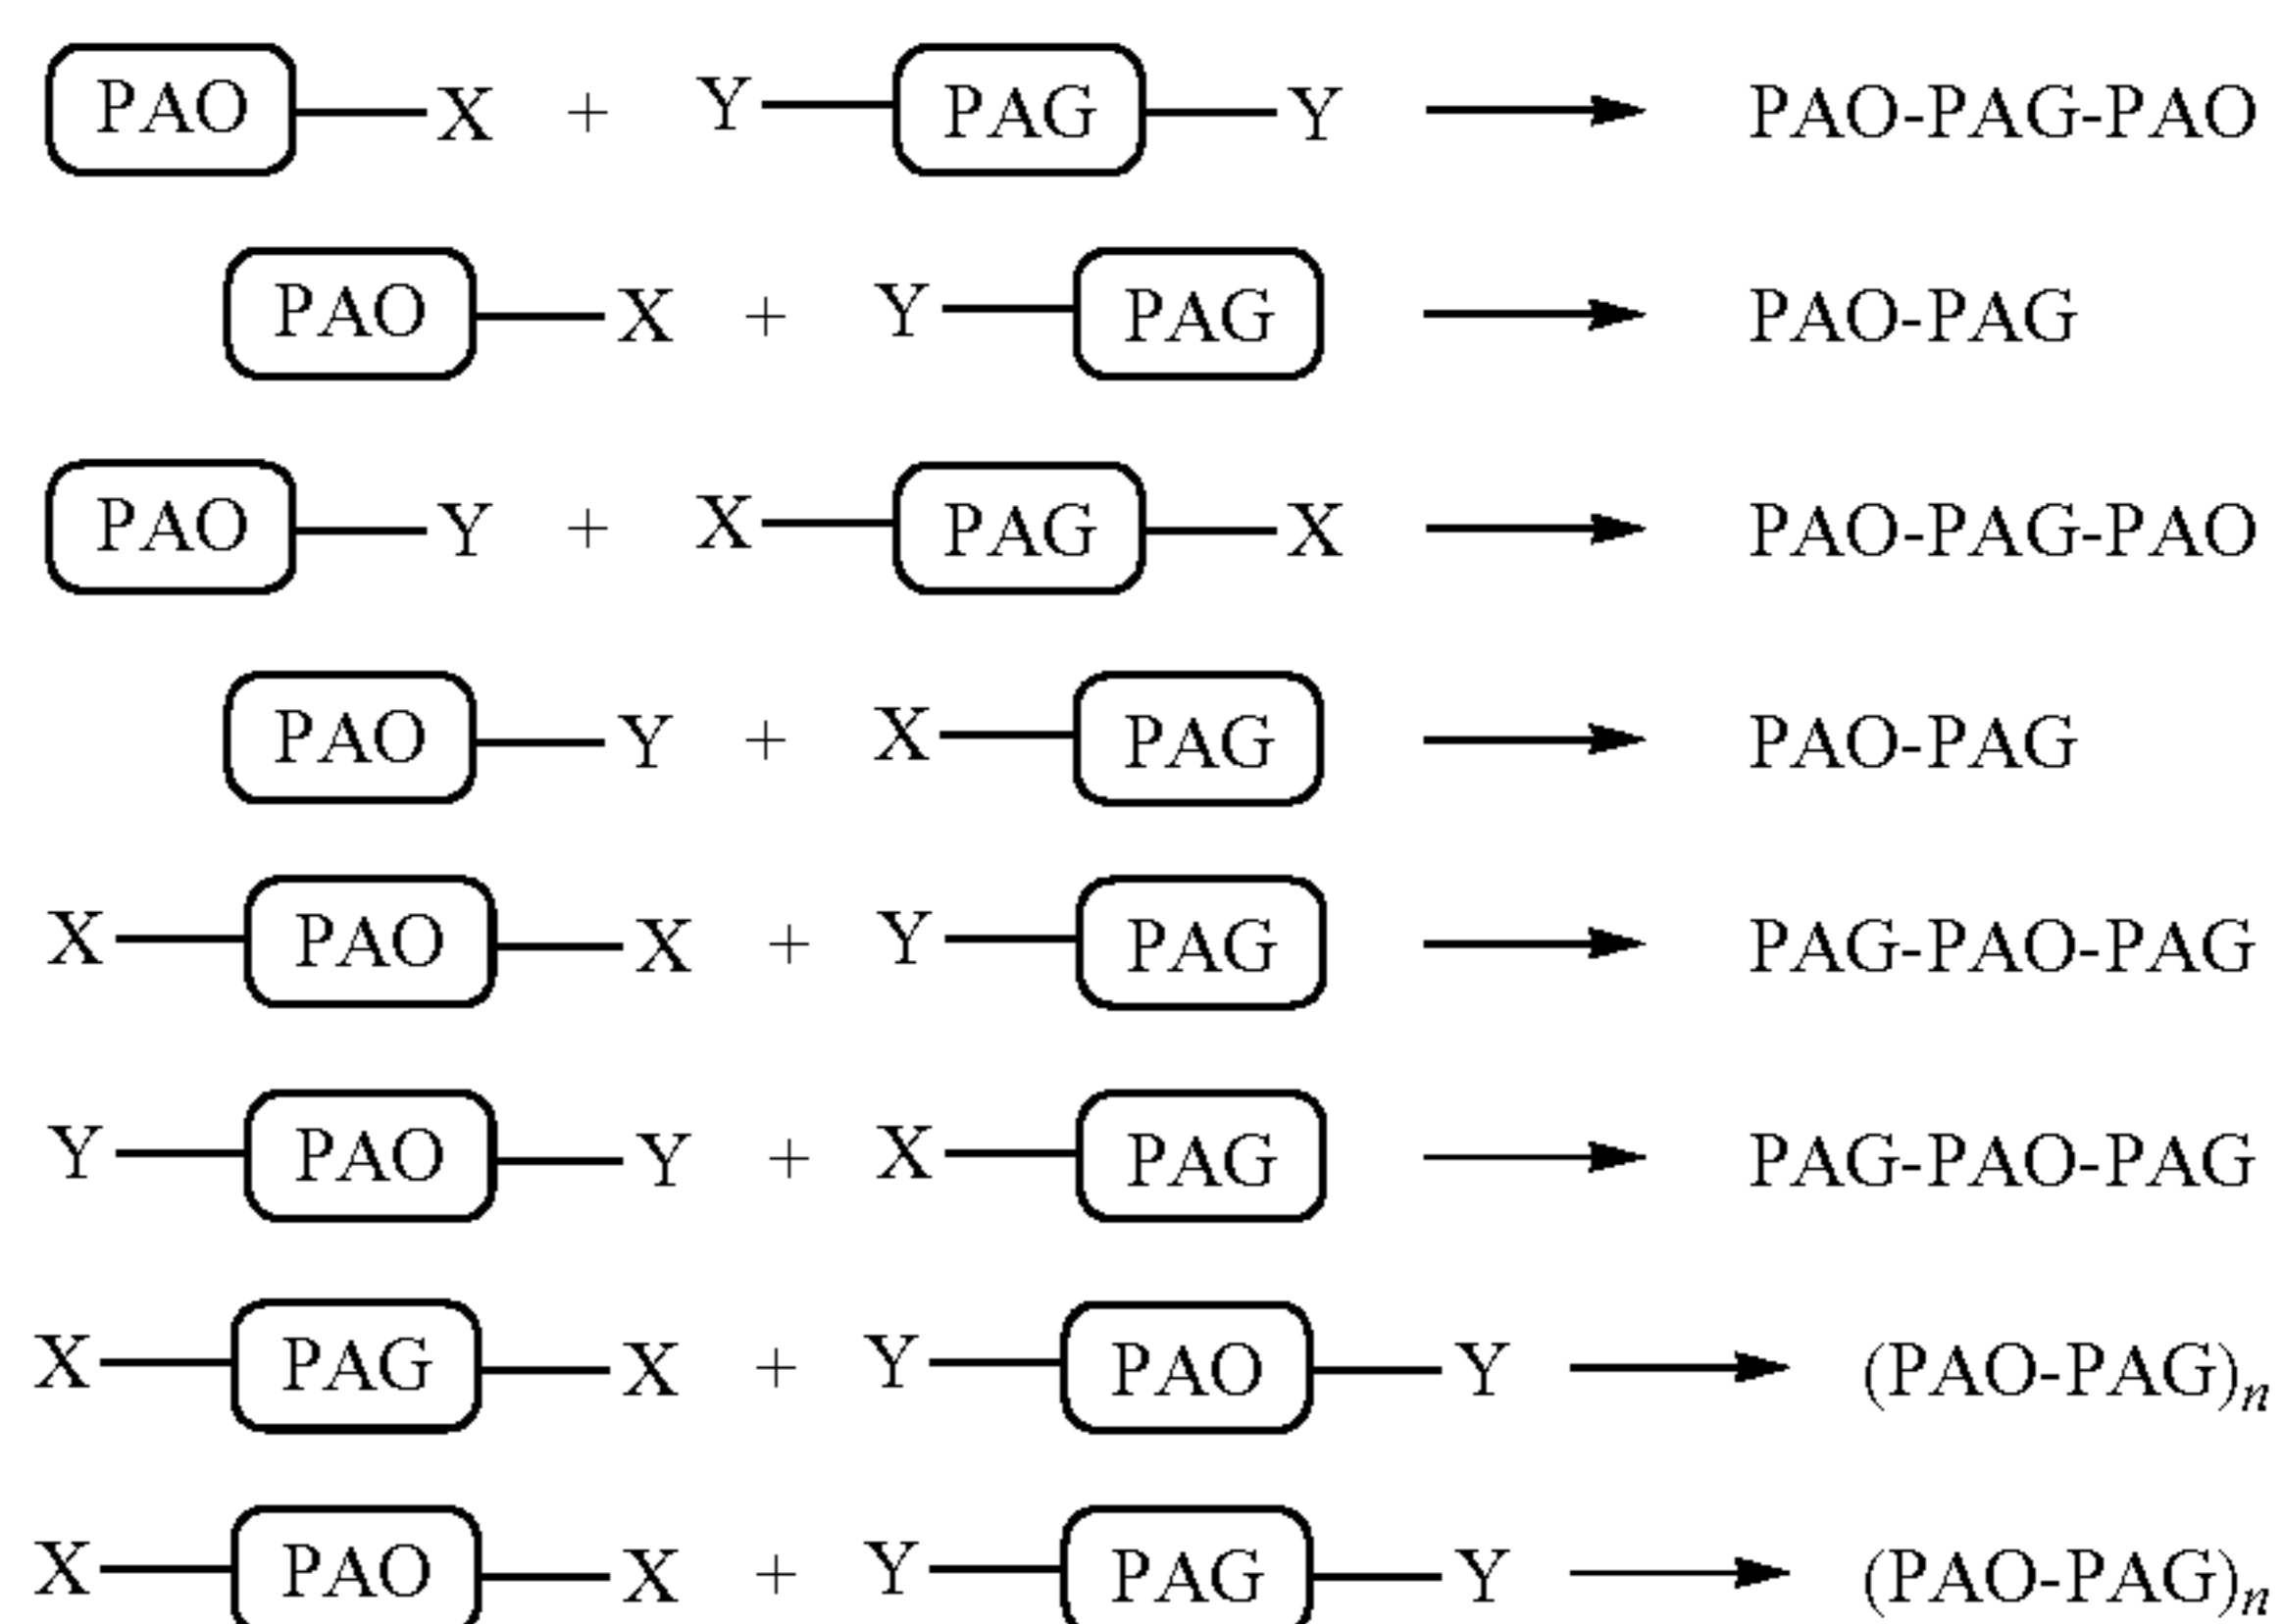 PAO X + Y PAG Y PAO-PAG-PAO
PAO X + Y PAG PAO-PAG
PAO Y + X PAG X PAO-PAG-PAO
PAO Y + X PAG PAO-PAG
X PAO X + Y PAG PAG-PAO-PAG
Y PAO Y + X PAG PAG-PAO-PAG
X PAG X + Y PAO Y (PAO-PAG)n
X PAO X + Y PAG Y (PAO-PAG)n